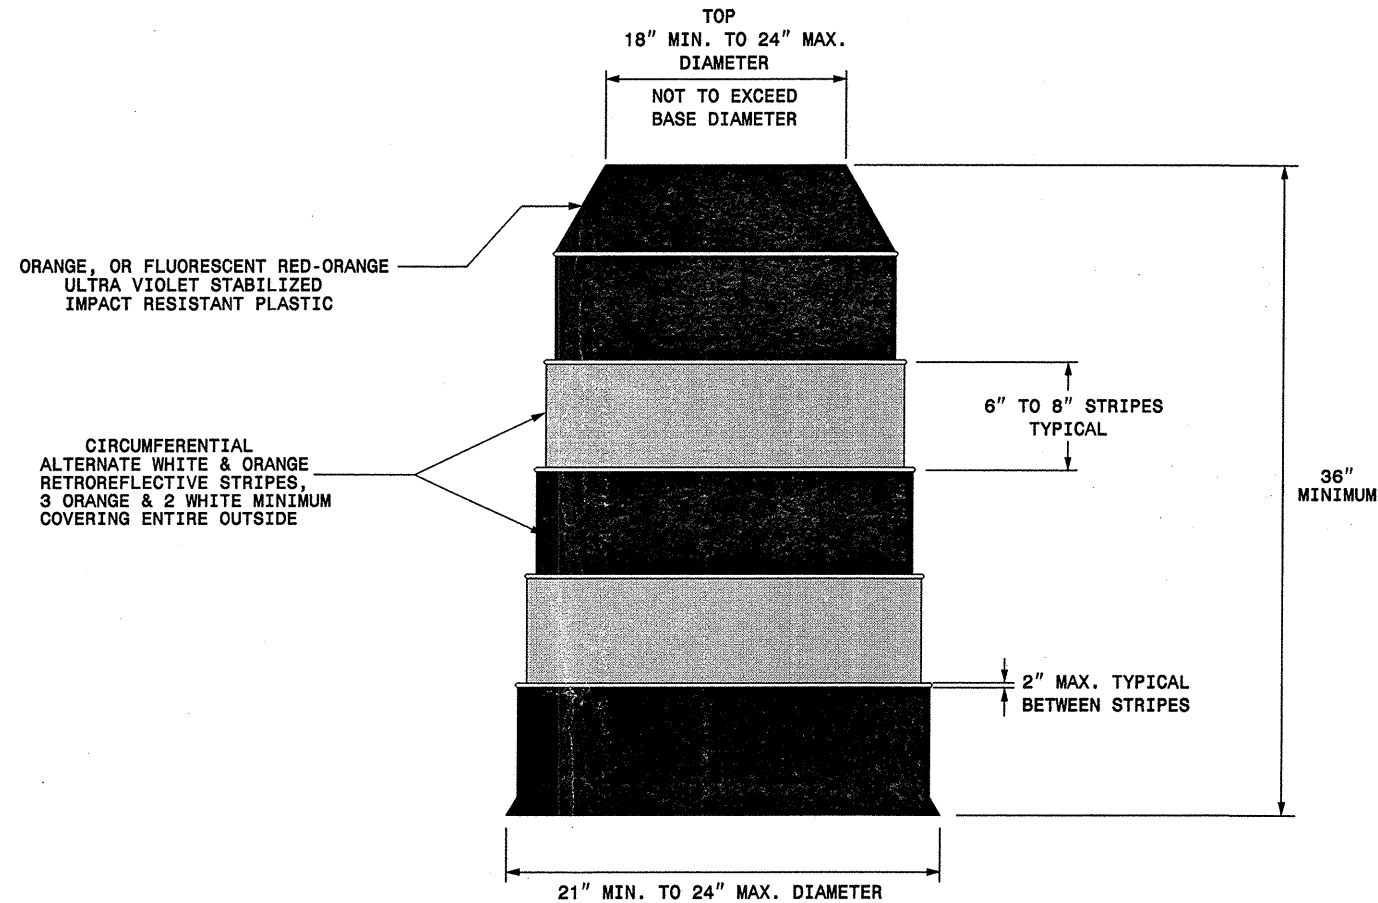 TOP
18" MIN. TO 24" MAX.
DIAMETER
NOT TO EXCEED
BASE DIAMETER
ORANGE, OR FLUORESCENT RED-ORANGE
ULTRA VIOLET STABILIZED
IMPACT RESISTANT PLASTIC
6" TO 8" STRIPES
TYPICAL
CIRCUMFERENTIAL
ALTERNATE WHITE & ORANGE
RETROREFLECTIVE STRIPES,
3 ORANGE & 2 WHITE MINIMUM
COVERING ENTIRE OUTSIDE
36"
MINIMUM
2" MAX. TYPICAL
BETWEEN STRIPES
21" MIN. TO 24" MAX. DIAMETER